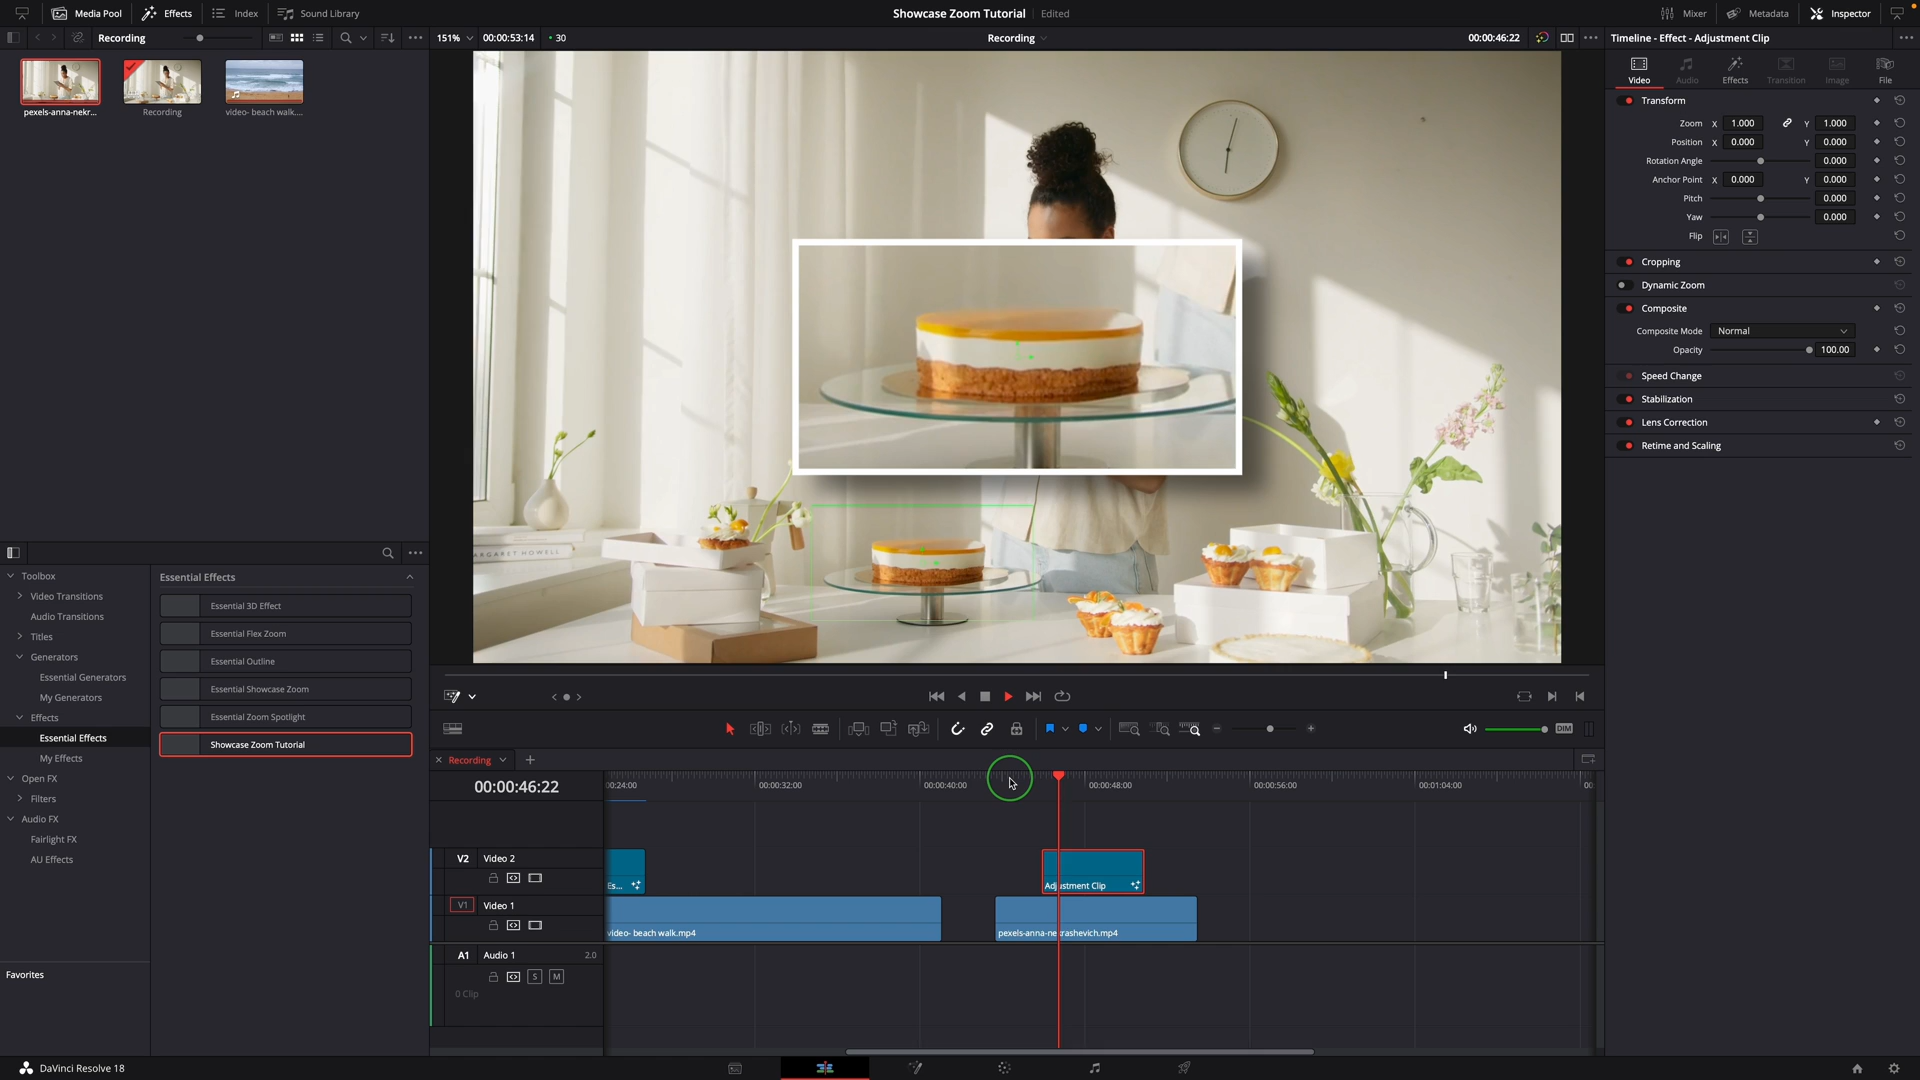 Media Pool
Effects
Index
Sound Library
Showcase Zoom Tutorial
Edited
Mixer
Metadata
Inspector
Recording
151%
00:00:53:14
30
Recording
00:00:46:22
Timeline - Effect - Adjustment Clip
pexels-anna-nekr...
Recording
video- beach walk....
Video
Audio
Effects
Transition
Image
File
Transform
Zoom X 1.000 Y 1.000
Position X 0.000 Y 0.000
Rotation Angle 0.000
Anchor Point X 0.000 Y 0.000
Pitch 0.000
Yaw 0.000
Flip
Cropping
Dynamic Zoom
Composite
Composite Mode Normal
Opacity 100.00
Speed Change
Stabilization
Lens Correction
Retime and Scaling
MARGARET HOWELL
Toolbox
Video Transitions
Audio Transitions
Titles
Generators
Essential Generators
My Generators
Effects
Essential Effects
My Effects
Open FX
Filters
Audio FX
Fairlight FX
AU Effects
Favorites
Essential Effects
Essential 3D Effect
Essential Flex Zoom
Essential Outline
Essential Showcase Zoom
Essential Zoom Spotlight
Showcase Zoom Tutorial
DIM
Recording
00:00:46:22
00:24:00
00:00:32:00
00:00:40:00
00:00:48:00
00:00:56:00
00:01:04:00
00:
V2 Video 2
Es...
Adjustment Clip
V1 Video 1
video- beach walk.mp4
pexels-anna-nekrashevich.mp4
A1 Audio 1 2.0
S M
0 Clip
DaVinci Resolve 18